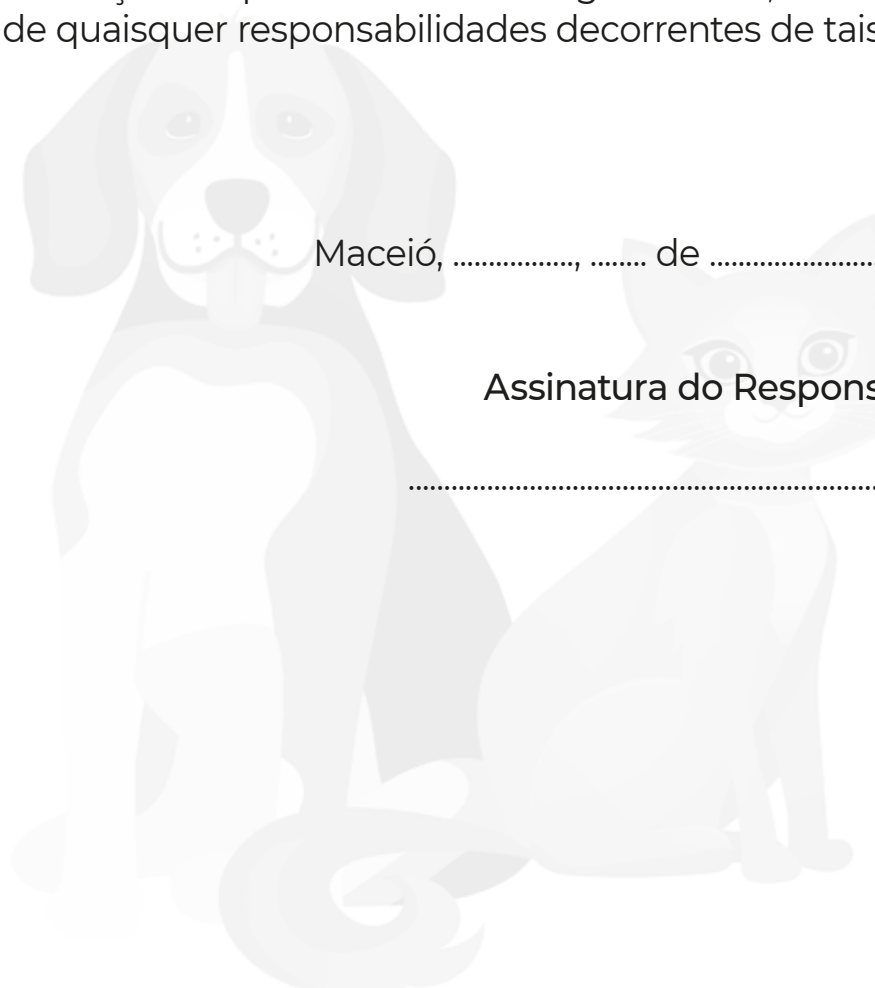 de quaisquer responsabilidades decorrentes de tais
Maceió, ................., ........ de .......................
Assinatura do Respons
.................................................................